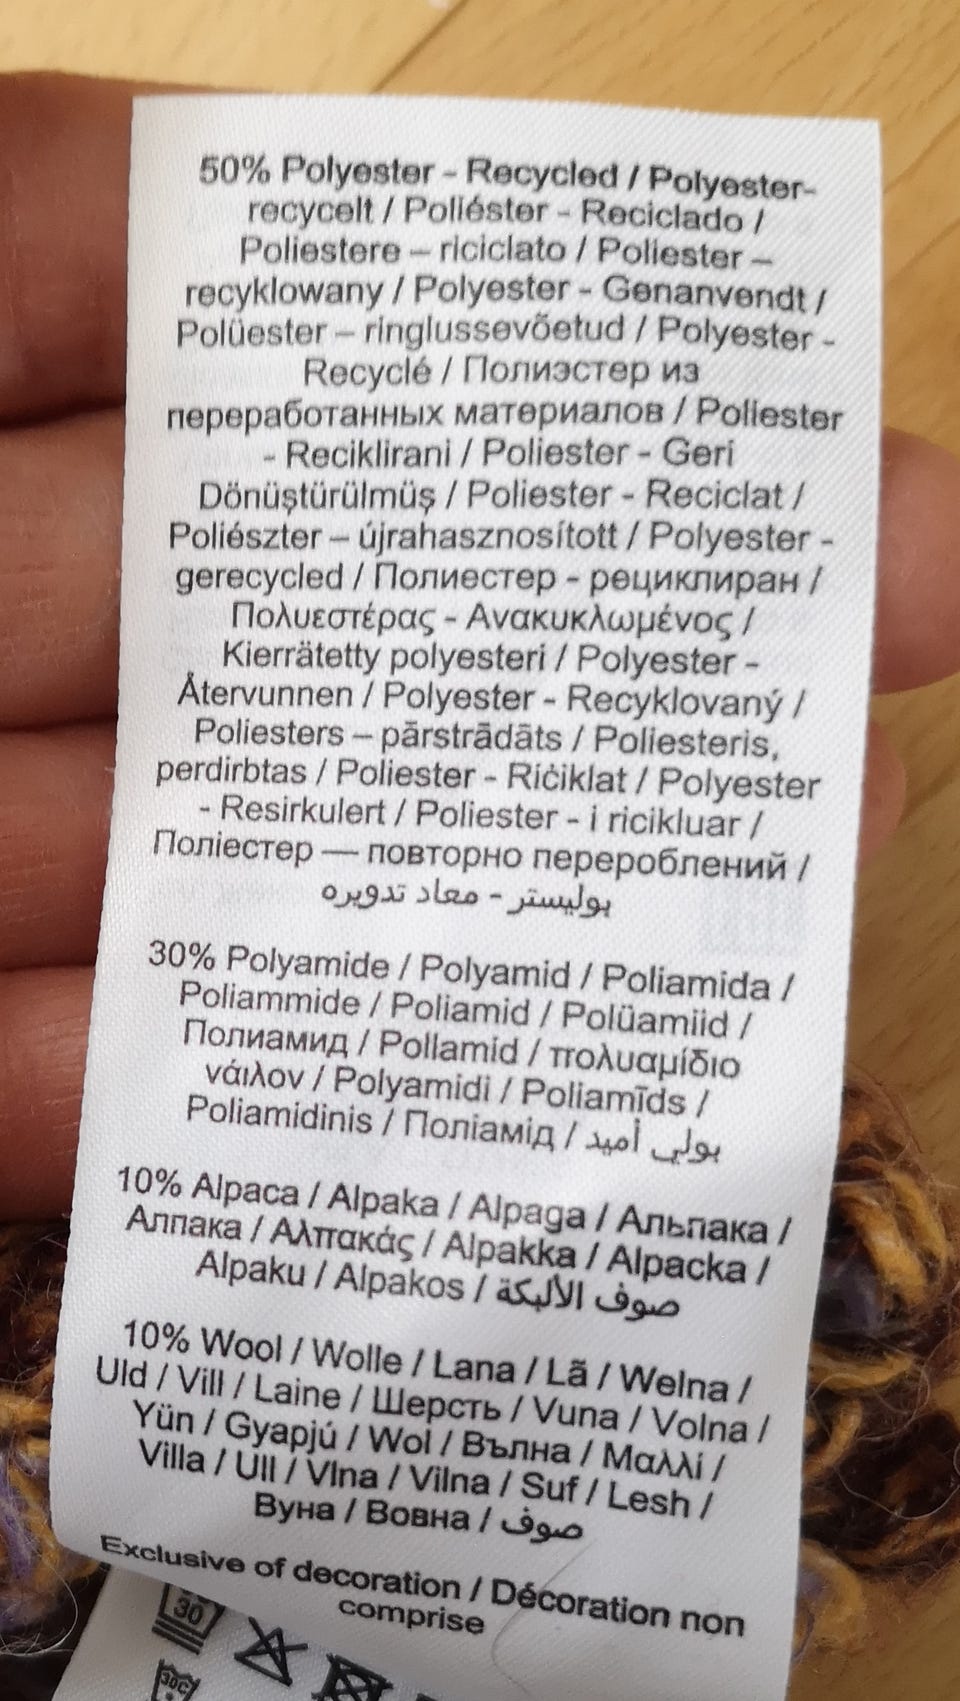 50% Polyester - Recycled / Polyester-
recycelt / Poliéster - Reciclado /
Poliestere – riciclato / Poliester –
recyklowany / Polyester - Genanvendt /
Polüester – ringlussevõetud / Polyester -
Recyclé / Полиэстер из
переработанных материалов / Poliester
- Reciklirani / Poliester - Geri
Dönüştürülmüş / Poliester - Reciclat /
Poliészter – újrahasznosított / Polyester -
gerecycled / Полиестер - рециклиран /
Πολυεστέρας - Ανακυκλωμένος /
Kierrätetty polyesteri / Polyester -
Återvunnen / Polyester - Recyklovaný /
Poliesters – pārstrādāts / Poliesteris,
perdirbtas / Poliester - Riċiklat / Polyester
- Resirkulert / Poliester - i ricikluar /
Поліестер — повторно перероблений /
بوليستر - معاد تدويره
30% Polyamide / Polyamid / Poliamida /
Poliammide / Poliamid / Polüamiid /
Полиамид / Pollamid / πολυαμίδιο
νάιλον / Polyamidi / Poliamīds /
Poliamidinis / Поліамід / بولي أميد
10% Alpaca / Alpaka / Alpaga / Альпака /
Алпака / Αλπακάς / Alpakka / Alpacka /
Alpaku / Alpakos / صوف الألبكة
10% Wool / Wolle / Lana / Lã / Welna /
Uld / Vill / Laine / Шерсть / Vuna / Volna /
Yün / Gyapjú / Wol / Вълна / Μαλλί /
Villa / Ull / Vlna / Vilna / Suf / Lesh /
Вуна / Вовна / صوف
Exclusive of decoration / Décoration non
comprise
30
30C